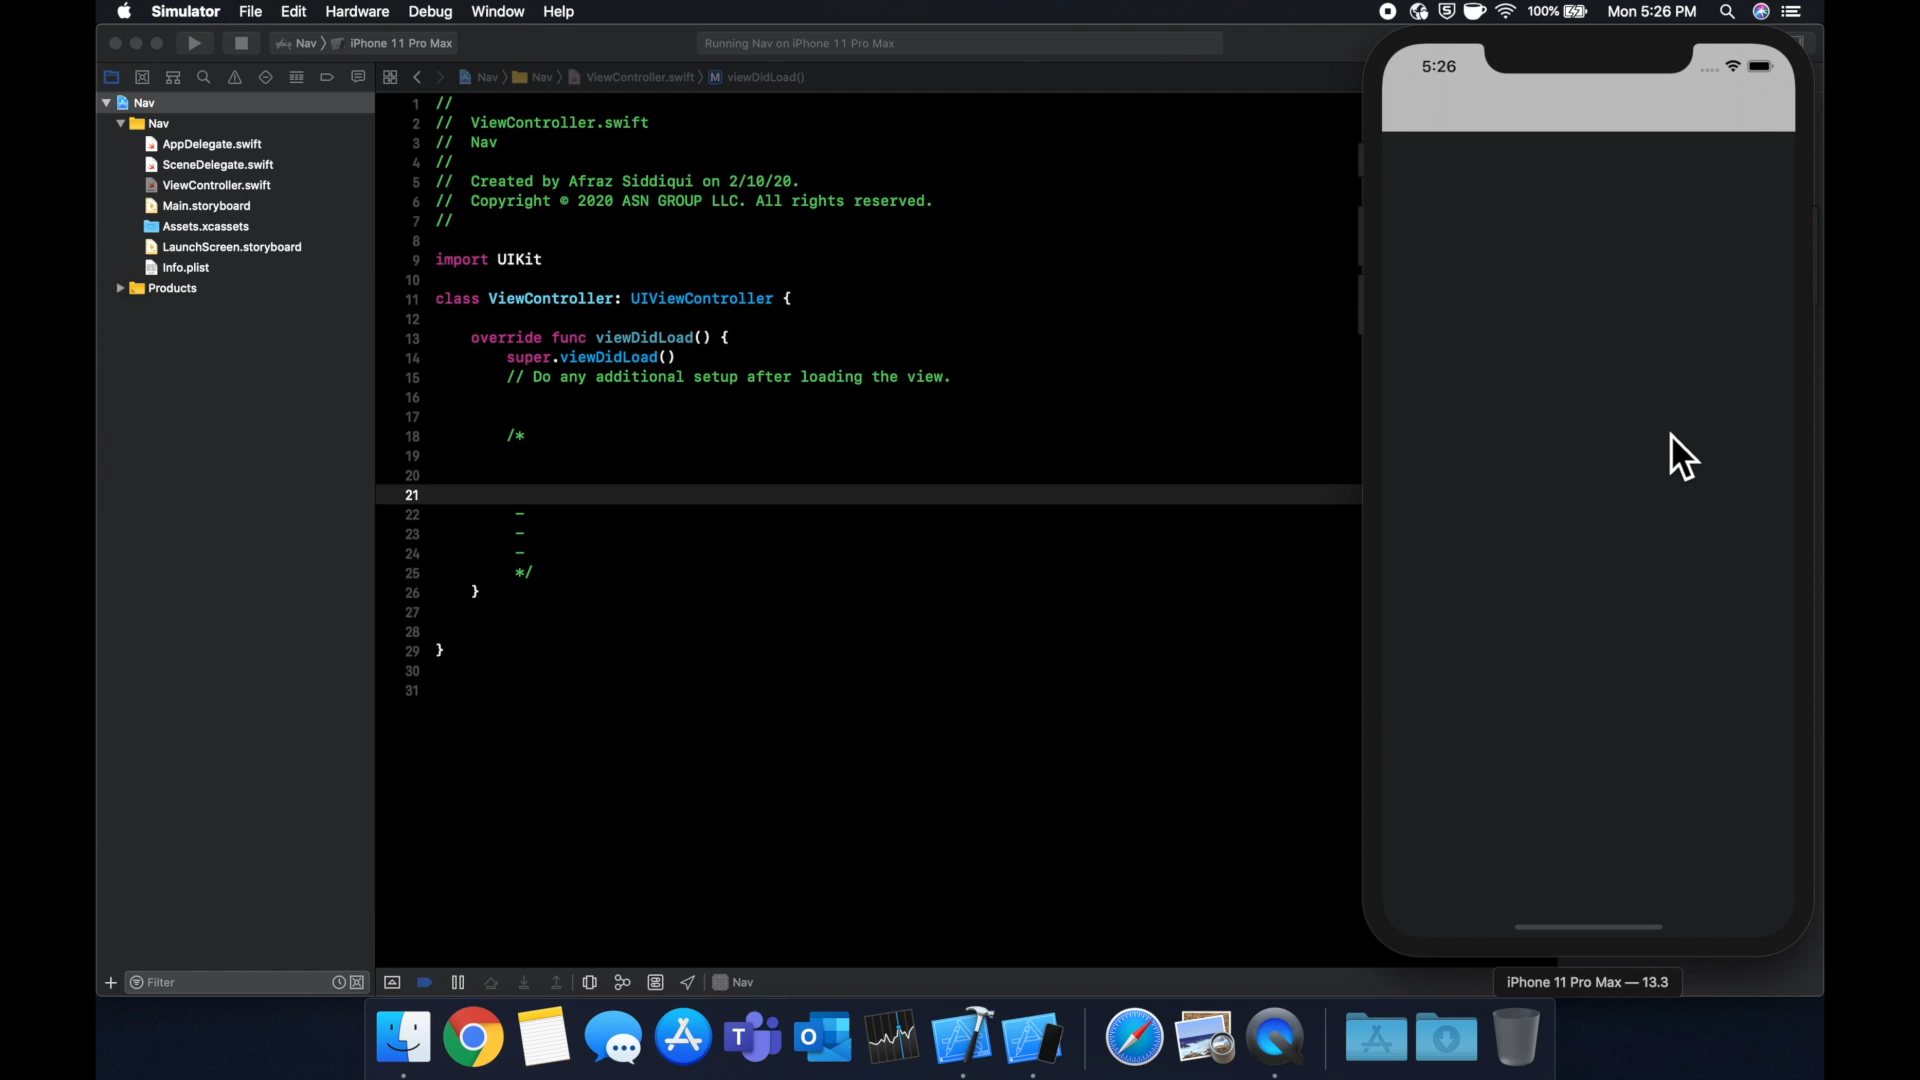 Simulator File Edit Hardware Debug Window Help
100% Mon 5:26 PM
Nav iPhone 11 Pro Max
Running Nav on iPhone 11 Pro Max
Nav Nav ViewController.swift M viewDidLoad()
Nav
Nav
AppDelegate.swift
SceneDelegate.swift
ViewController.swift
Main.storyboard
Assets.xcassets
LaunchScreen.storyboard
Info.plist
Products
1 //
2 // ViewController.swift
3 // Nav
4 //
5 // Created by Afraz Siddiqui on 2/10/20.
6 // Copyright © 2020 ASN GROUP LLC. All rights reserved.
7 //
8
9 import UIKit
10
11 class ViewController: UIViewController {
12
13 override func viewDidLoad() {
14 super.viewDidLoad()
15 // Do any additional setup after loading the view.
16
17
18 /*
19
20
21
22 -
23 -
24 -
25 */
26 }
27
28
29 }
30
31
5:26
Filter
Nav
iPhone 11 Pro Max — 13.3